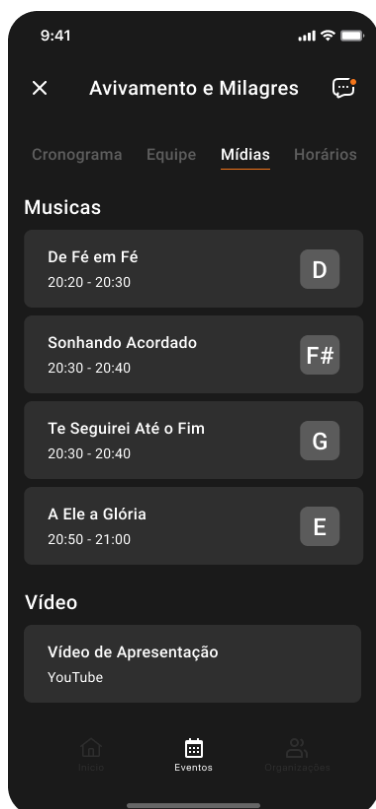 9:41
Avivamento e Milagres
Cronograma Equipe Mídias Horários
Musicas
De Fé em Fé
20:20 - 20:30
D
Sonhando Acordado
20:30 - 20:40
F#
Te Seguirei Até o Fim
20:30 - 20:40
G
A Ele a Glória
20:50 - 21:00
E
Vídeo
Vídeo de Apresentação
YouTube
Início Eventos Organizações